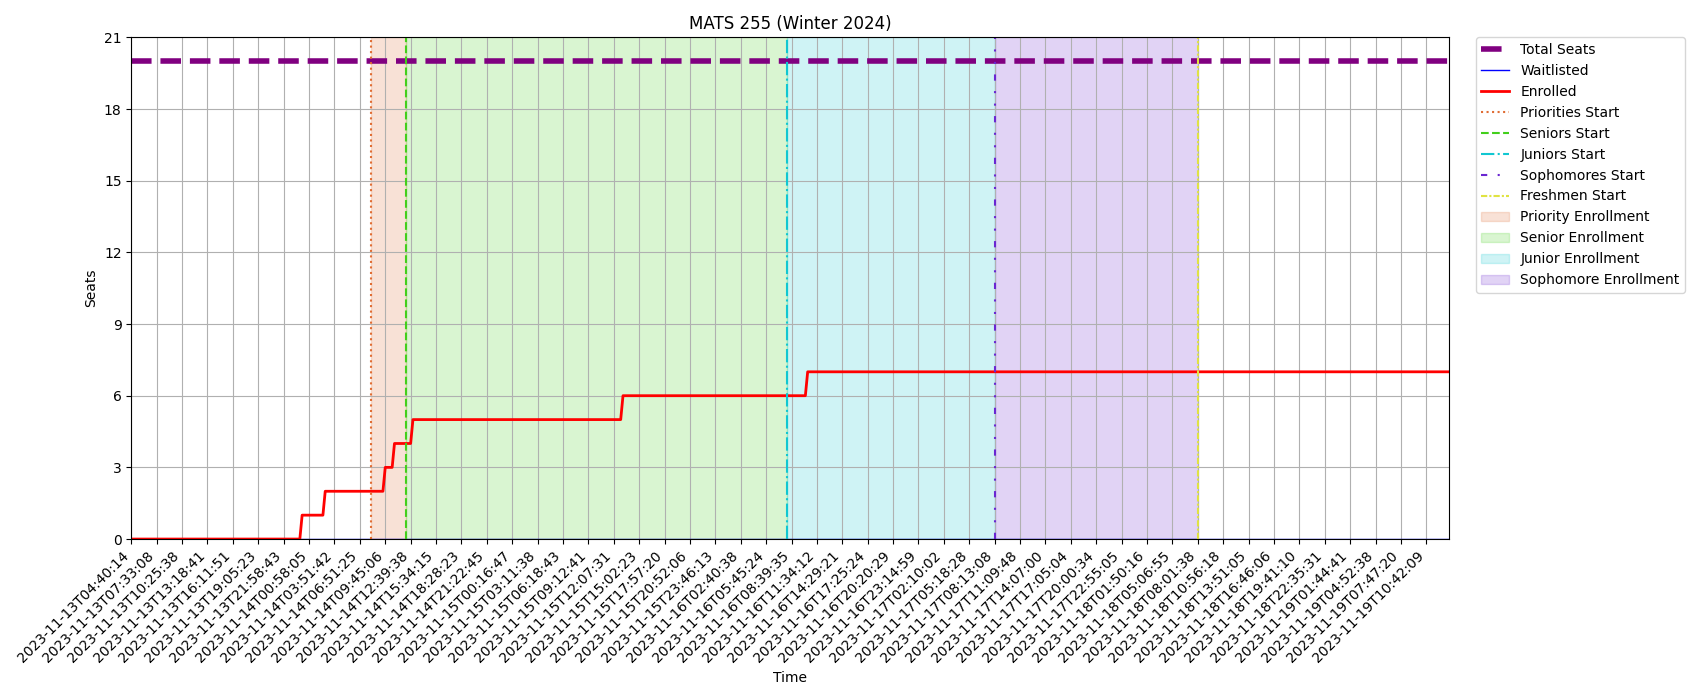 MATS 255 (Winter 2024)
21
18
15
12
9
6
3
0
Seats
2023-11-13T04:40:14
2023-11-13T07:33:08
2023-11-13T10:25:38
2023-11-13T13:18:41
2023-11-13T16:11:51
2023-11-13T19:05:23
2023-11-13T21:58:43
2023-11-14T00:58:05
2023-11-14T03:51:42
2023-11-14T06:51:25
2023-11-14T09:45:06
2023-11-14T12:39:38
2023-11-14T15:34:15
2023-11-14T18:28:23
2023-11-14T21:22:45
2023-11-15T00:16:47
2023-11-15T03:11:38
2023-11-15T06:18:43
2023-11-15T09:12:41
2023-11-15T12:07:31
2023-11-15T15:02:23
2023-11-15T17:57:20
2023-11-15T20:52:06
2023-11-15T23:46:13
2023-11-16T02:40:38
2023-11-16T05:45:24
2023-11-16T08:39:35
2023-11-16T11:34:12
2023-11-16T14:29:21
2023-11-16T17:25:24
2023-11-16T20:20:29
2023-11-16T23:14:59
2023-11-17T02:10:02
2023-11-17T05:18:28
2023-11-17T08:13:08
2023-11-17T11:09:48
2023-11-17T14:07:00
2023-11-17T17:05:04
2023-11-17T20:00:34
2023-11-17T22:55:05
2023-11-18T01:50:16
2023-11-18T05:06:55
2023-11-18T08:01:38
2023-11-18T10:56:18
2023-11-18T13:51:05
2023-11-18T16:46:06
2023-11-18T19:41:10
2023-11-18T22:35:31
2023-11-19T01:44:41
2023-11-19T04:52:38
2023-11-19T07:47:20
2023-11-19T10:42:09
Time
Total Seats
Waitlisted
Enrolled
Priorities Start
Seniors Start
Juniors Start
Sophomores Start
Freshmen Start
Priority Enrollment
Senior Enrollment
Junior Enrollment
Sophomore Enrollment